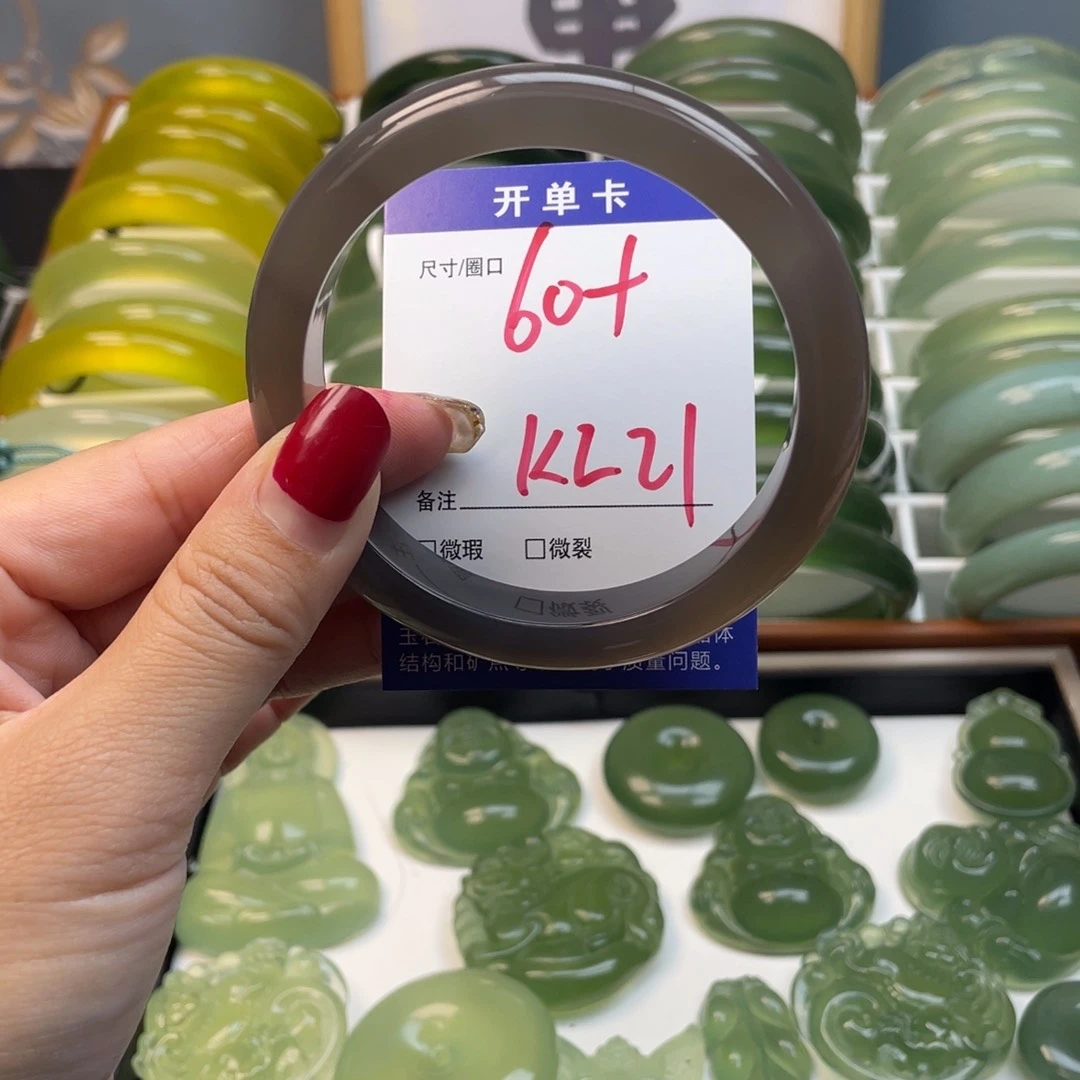 开单卡
尺寸/圈口 60+
KL21
备注
□微瑕 □微裂
结构和矿 质量问题。